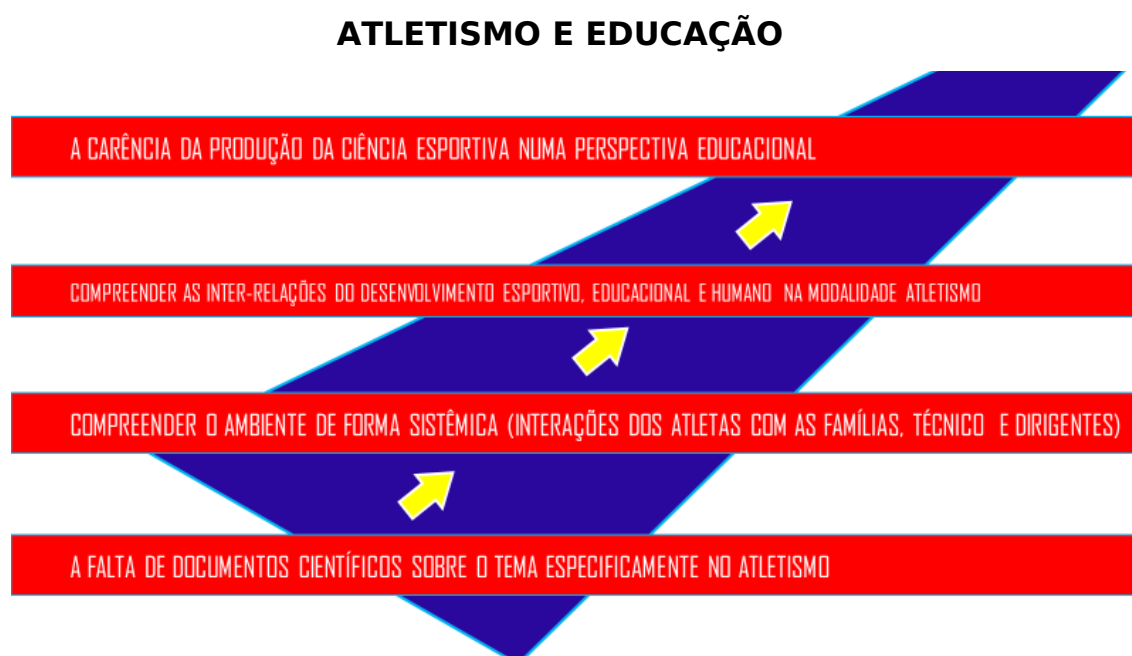 ATLETISMO E EDUCAÇÃO
A CARÊNCIA DA PRODUÇÃO DA CIÊNCIA ESPORTIVA NUMA PERSPECTIVA EDUCACIONAL
COMPREENDER AS INTER-RELAÇÕES DO DESENVOLVIMENTO ESPORTIVO, EDUCACIONAL E HUMANO NA MODALIDADE ATLETISMO
COMPREENDER O AMBIENTE DE FORMA SISTÊMICA (INTERAÇÕES DOS ATLETAS COM AS FAMÍLIAS, TÉCNICO E DIRIGENTES)
A FALTA DE DOCUMENTOS CIENTÍFICOS SOBRE O TEMA ESPECIFICAMENTE NO ATLETISMO